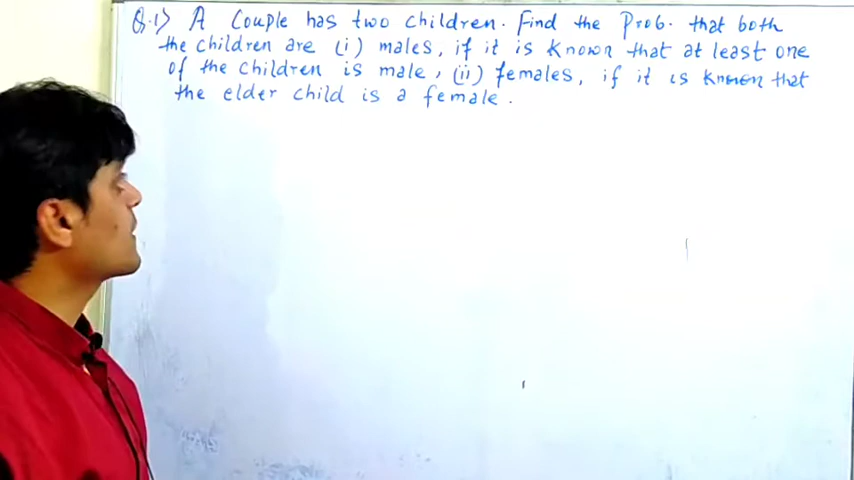 Q.1> A Couple has two children. Find the Prob. that both
the children are (i) males, if it is known that at least one
of the children is male, (ii) females, if it is known that
the elder child is a female.